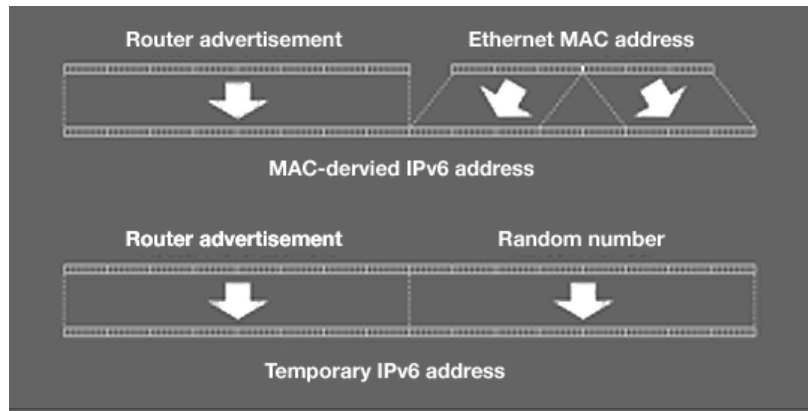 Router advertisement Ethernet MAC address
MAC-dervied IPv6 address
Router advertisement Random number
Temporary IPv6 address